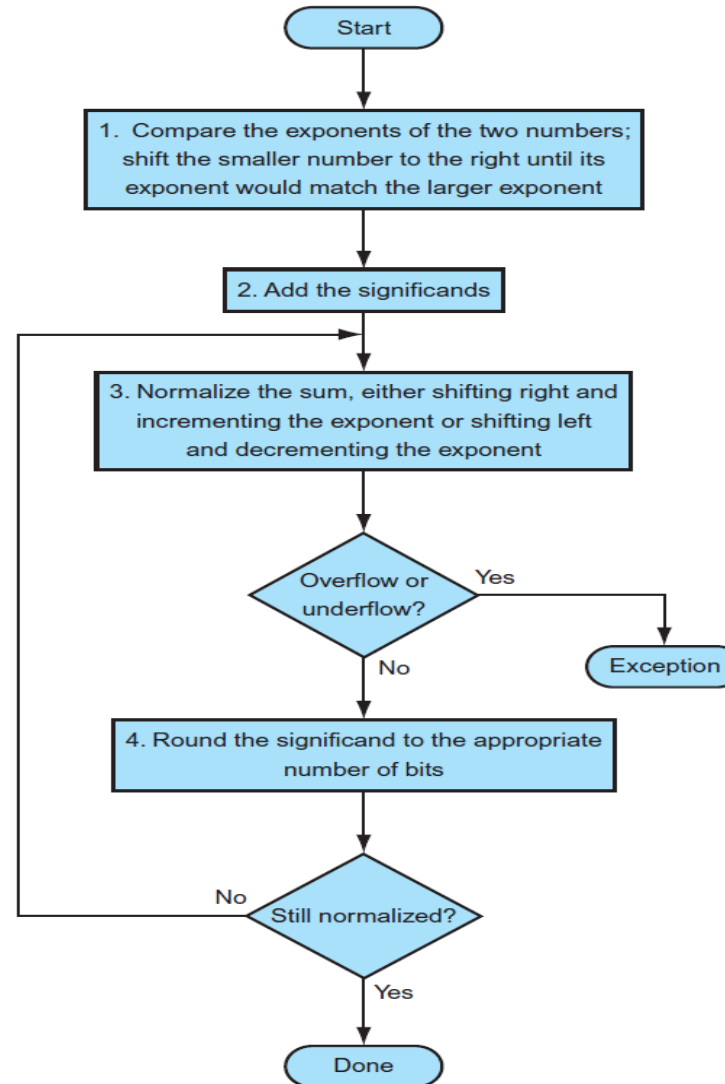 Start
1. Compare the exponents of the two numbers;
shift the smaller number to the right until its
exponent would match the larger exponent
2. Add the significands
3. Normalize the sum, either shifting right and
incrementing the exponent or shifting left
and decrementing the exponent
Overflow or
underflow?
Yes
Exception
No
4. Round the significand to the appropriate
number of bits
No
Still normalized?
Yes
Done